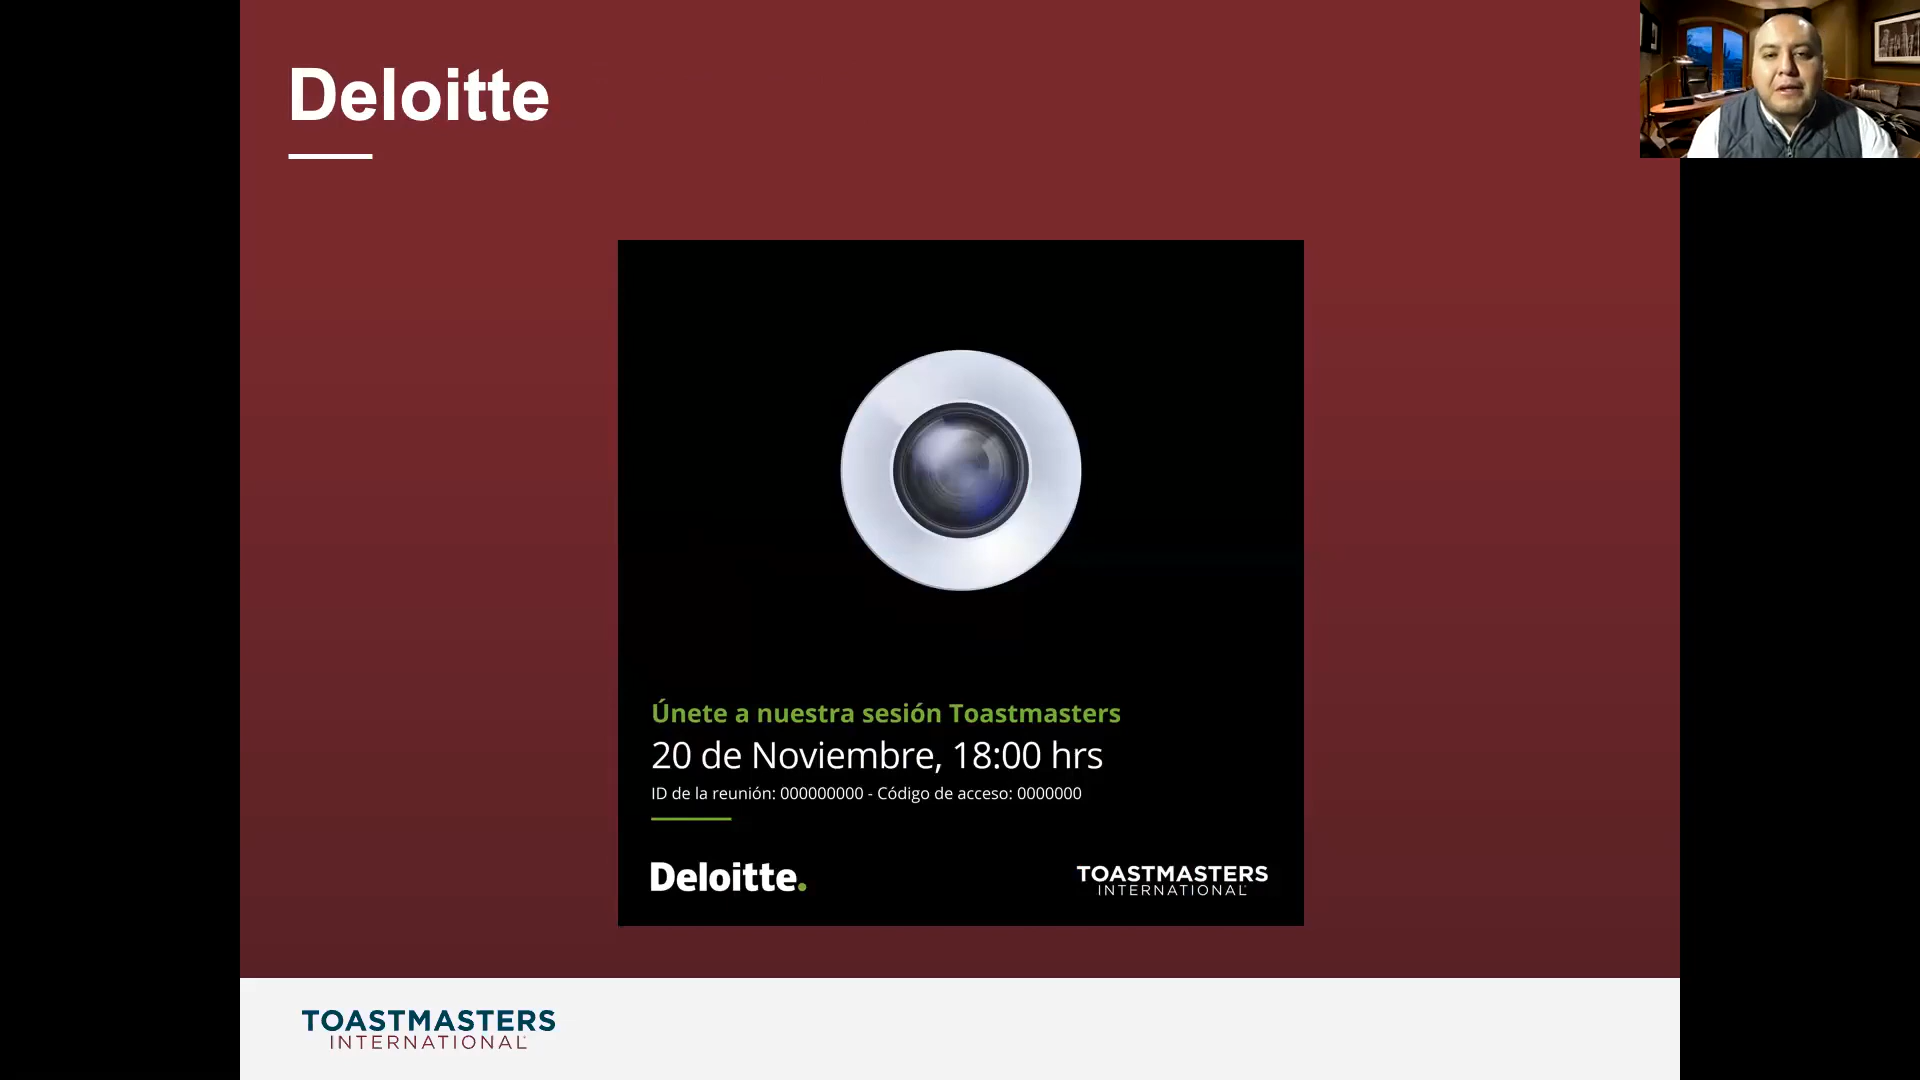 Deloitte
Únete a nuestra sesión Toastmasters
20 de Noviembre, 18:00 hrs
ID de la reunión: 000000000 - Código de acceso: 0000000
Deloitte.
TOASTMASTERS
INTERNATIONAL
TOASTMASTERS
INTERNATIONAL